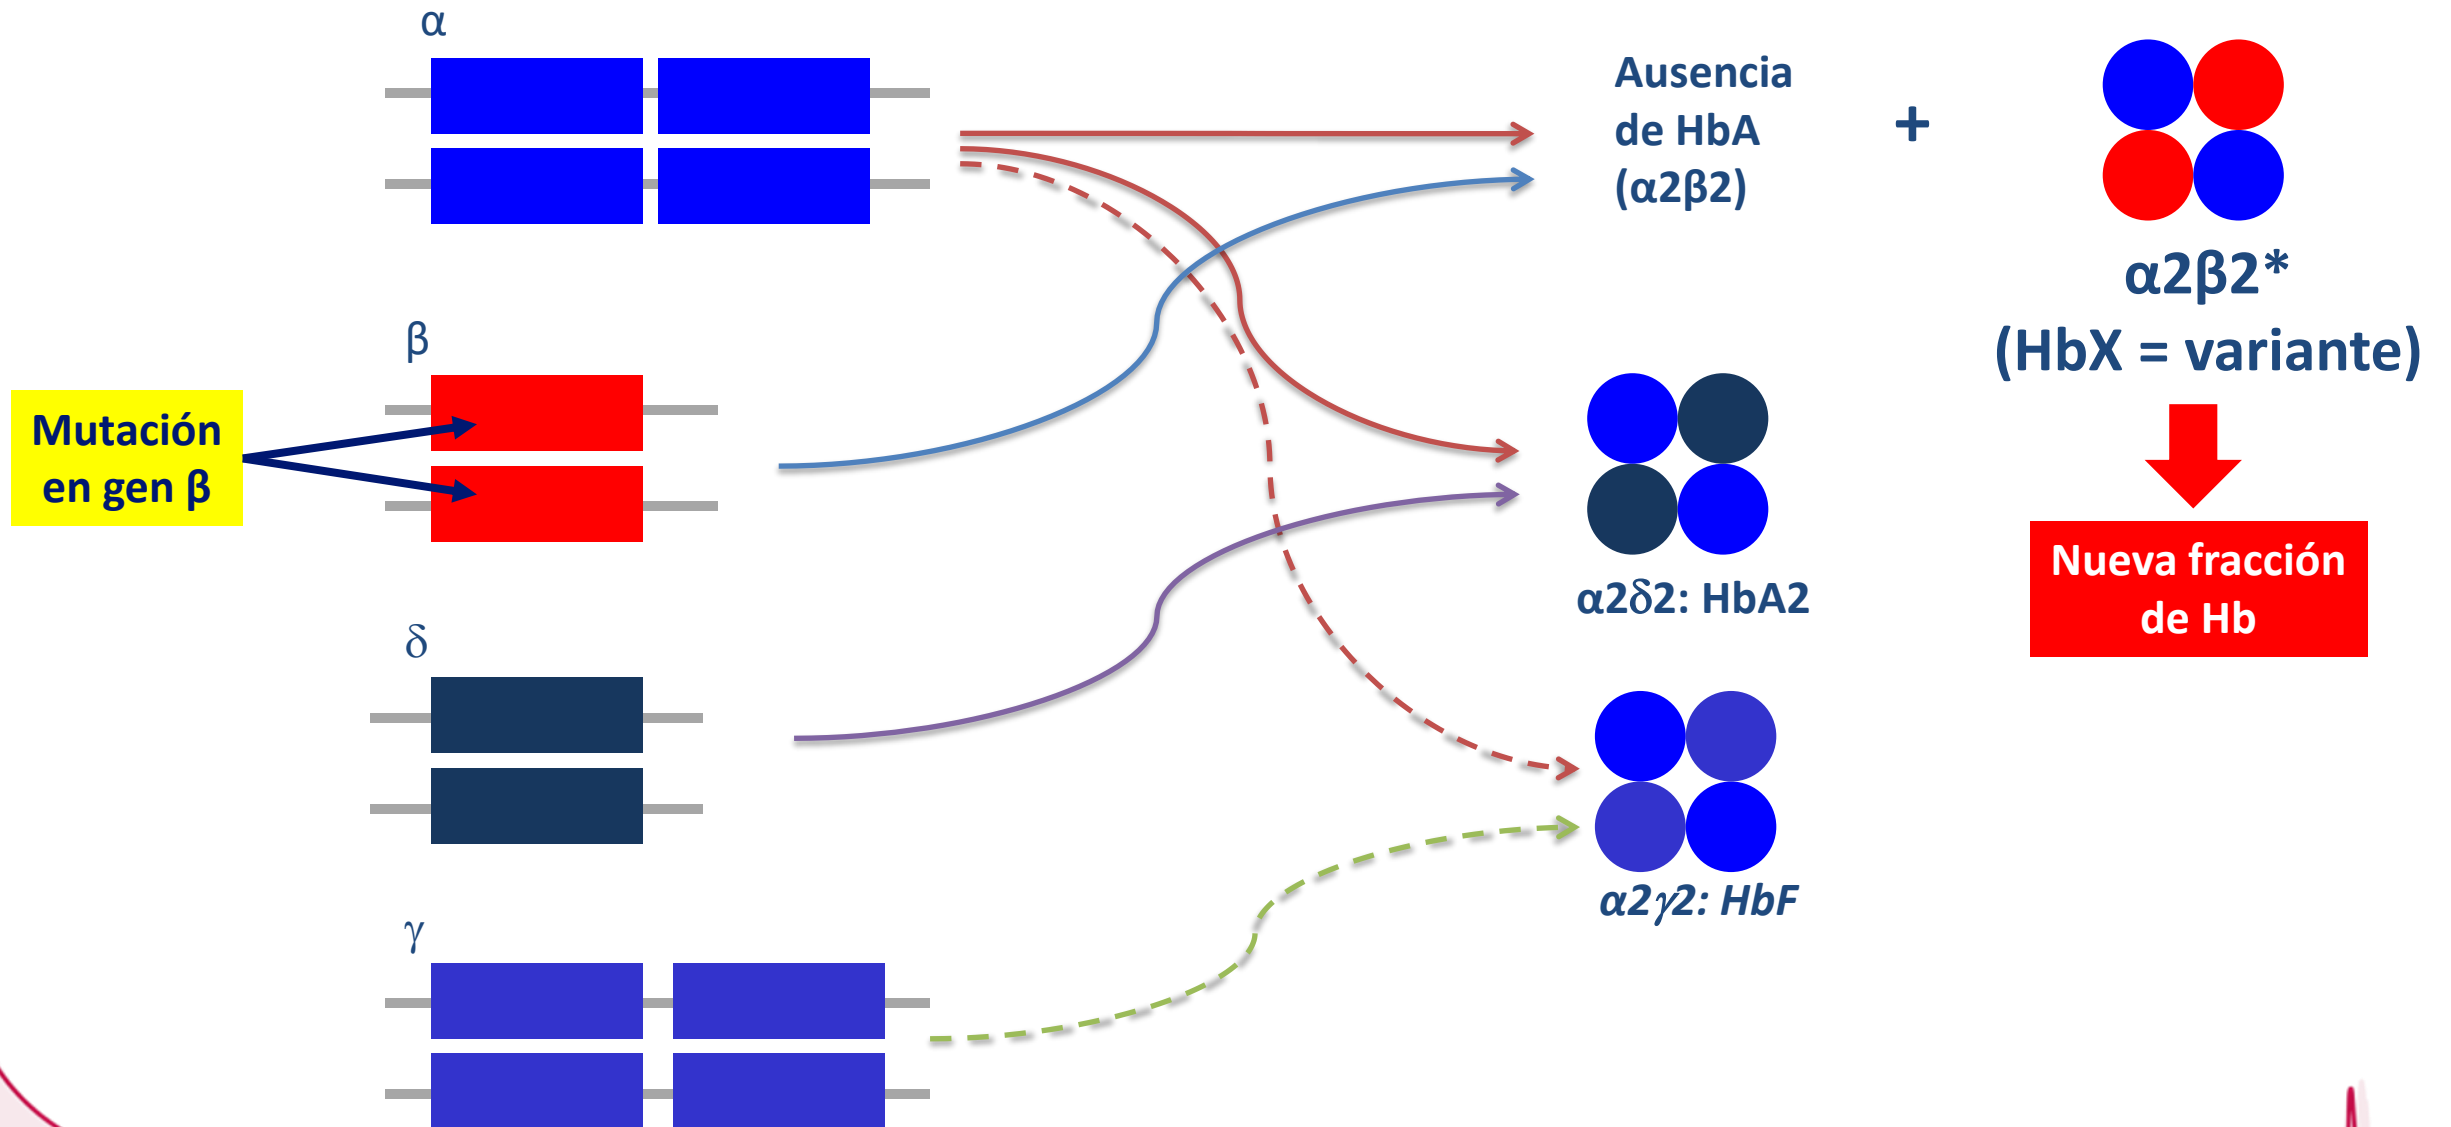 α
Ausencia
de HbA
(α2β2)
+
α2β2*
(HbX = variante)
β
Mutación
en gen β
Nueva fracción
de Hb
α2δ2: HbA2
δ
α2γ2: HbF
γ